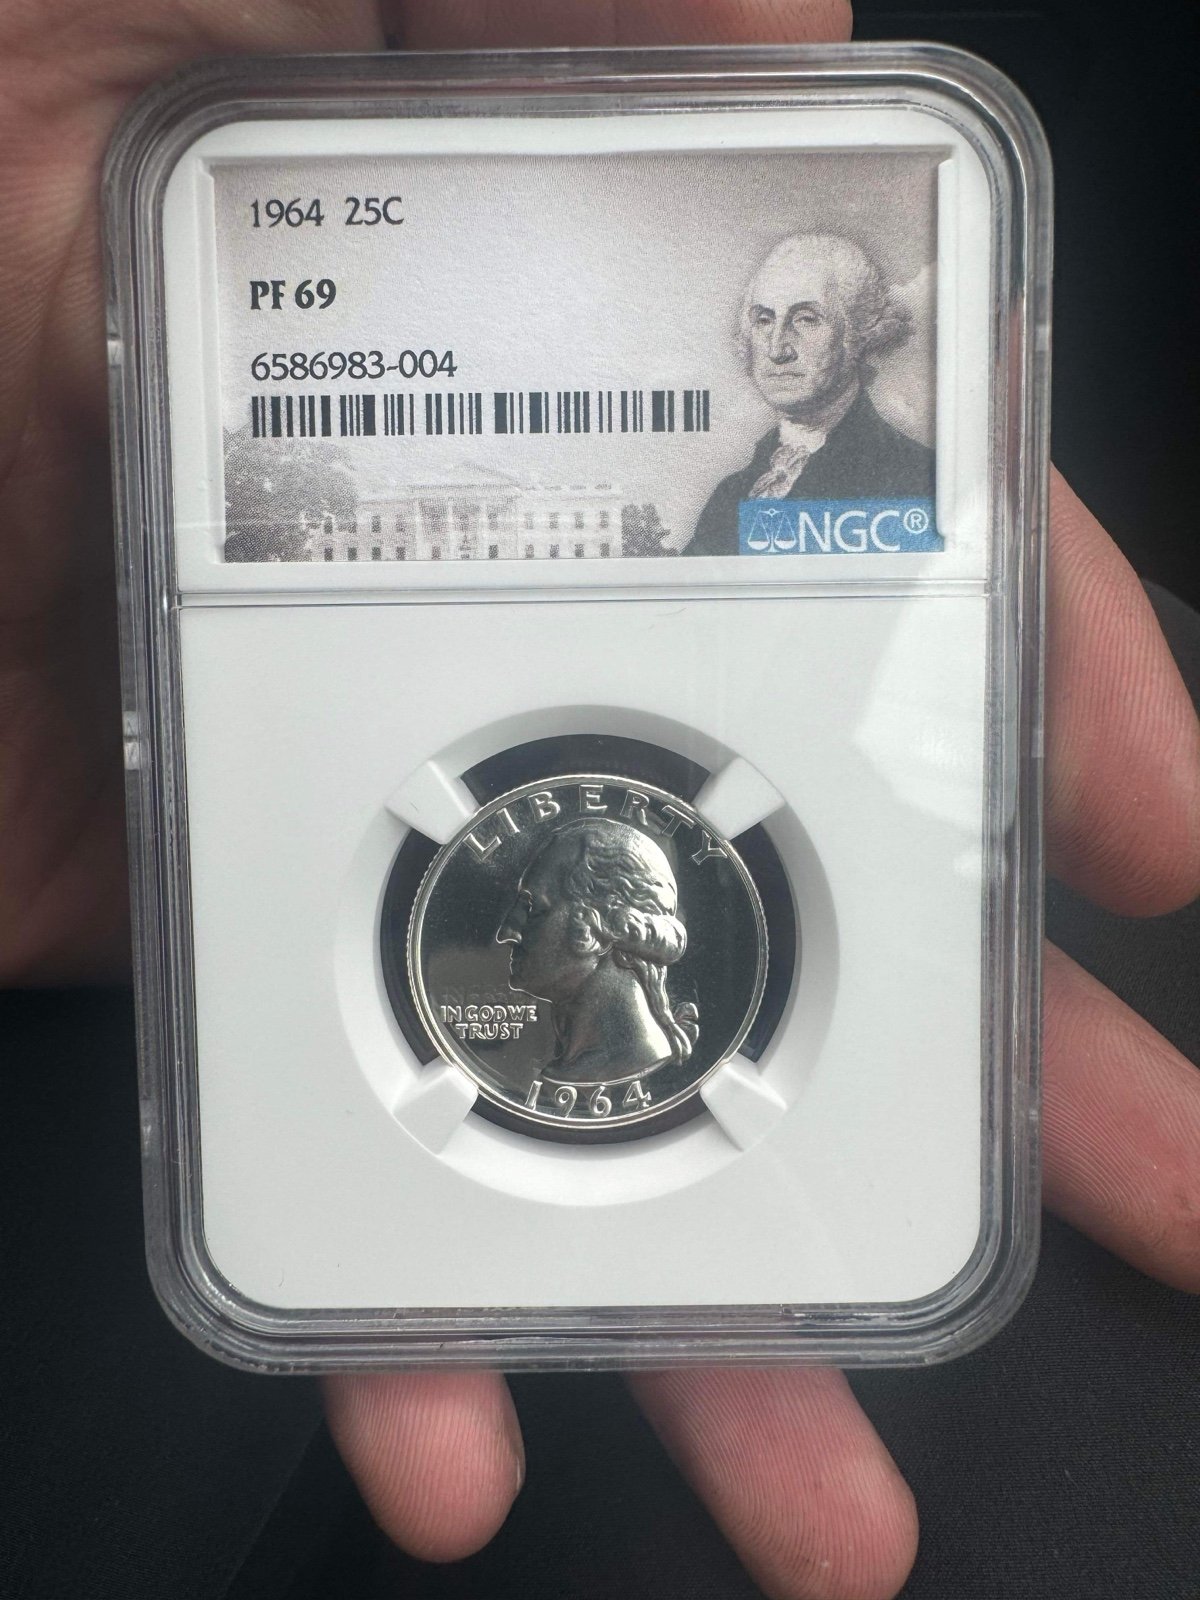 1964 25C
PF 69
6586983-004
NGC®
LIBERTY
IN GOD WE
TRUST
1964